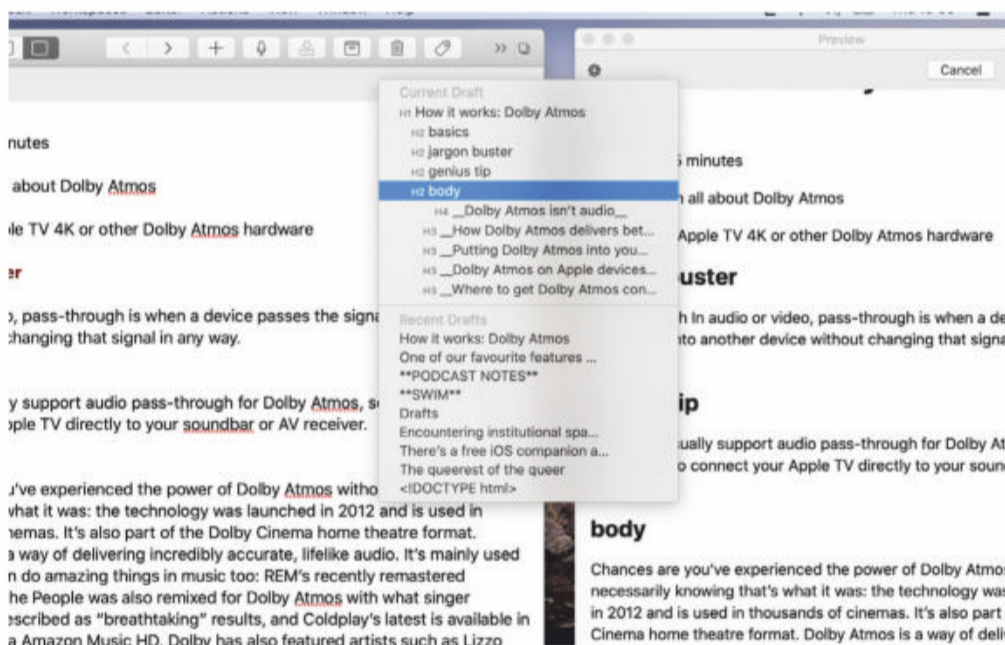 Preview
Cancel
nutes
about Dolby Atmos
le TV 4K or other Dolby Atmos hardware
er
, pass-through is when a device passes the signa
changing that signal in any way.
y support audio pass-through for Dolby Atmos, s
ple TV directly to your soundbar or AV receiver.
u've experienced the power of Dolby Atmos witho
what it was: the technology was launched in 2012 and is used in
nemas. It's also part of the Dolby Cinema home theatre format.
a way of delivering incredibly accurate, lifelike audio. It's mainly used
n do amazing things in music too: REM's recently remastered
he People was also remixed for Dolby Atmos with what singer
escribed as "breathtaking" results, and Coldplay's latest is available in
a Amazon Music HD. Dolby has also featured artists such as Lizzo
Current Draft
H1 How it works: Dolby Atmos
H2 basics
H2 jargon buster
H2 genius tip
H2 body
H4 __Dolby Atmos isn't audio__
H3 __How Dolby Atmos delivers bet...
H3 __Putting Dolby Atmos into you...
H3 __Dolby Atmos on Apple devices...
H3 __Where to get Dolby Atmos con...
Recent Drafts
How it works: Dolby Atmos
One of our favourite features ...
**PODCAST NOTES**
**SWIM**
Drafts
Encountering institutional spa...
There's a free iOS companion a...
The queerest of the queer
<!DOCTYPE html>
5 minutes
n all about Dolby Atmos
Apple TV 4K or other Dolby Atmos hardware
uster
h In audio or video, pass-through is when a de
to another device without changing that signa
ip
ually support audio pass-through for Dolby At
o connect your Apple TV directly to your soun
body
Chances are you've experienced the power of Dolby Atmo
necessarily knowing that's what it was: the technology was
in 2012 and is used in thousands of cinemas. It's also part
Cinema home theatre format. Dolby Atmos is a way of deli